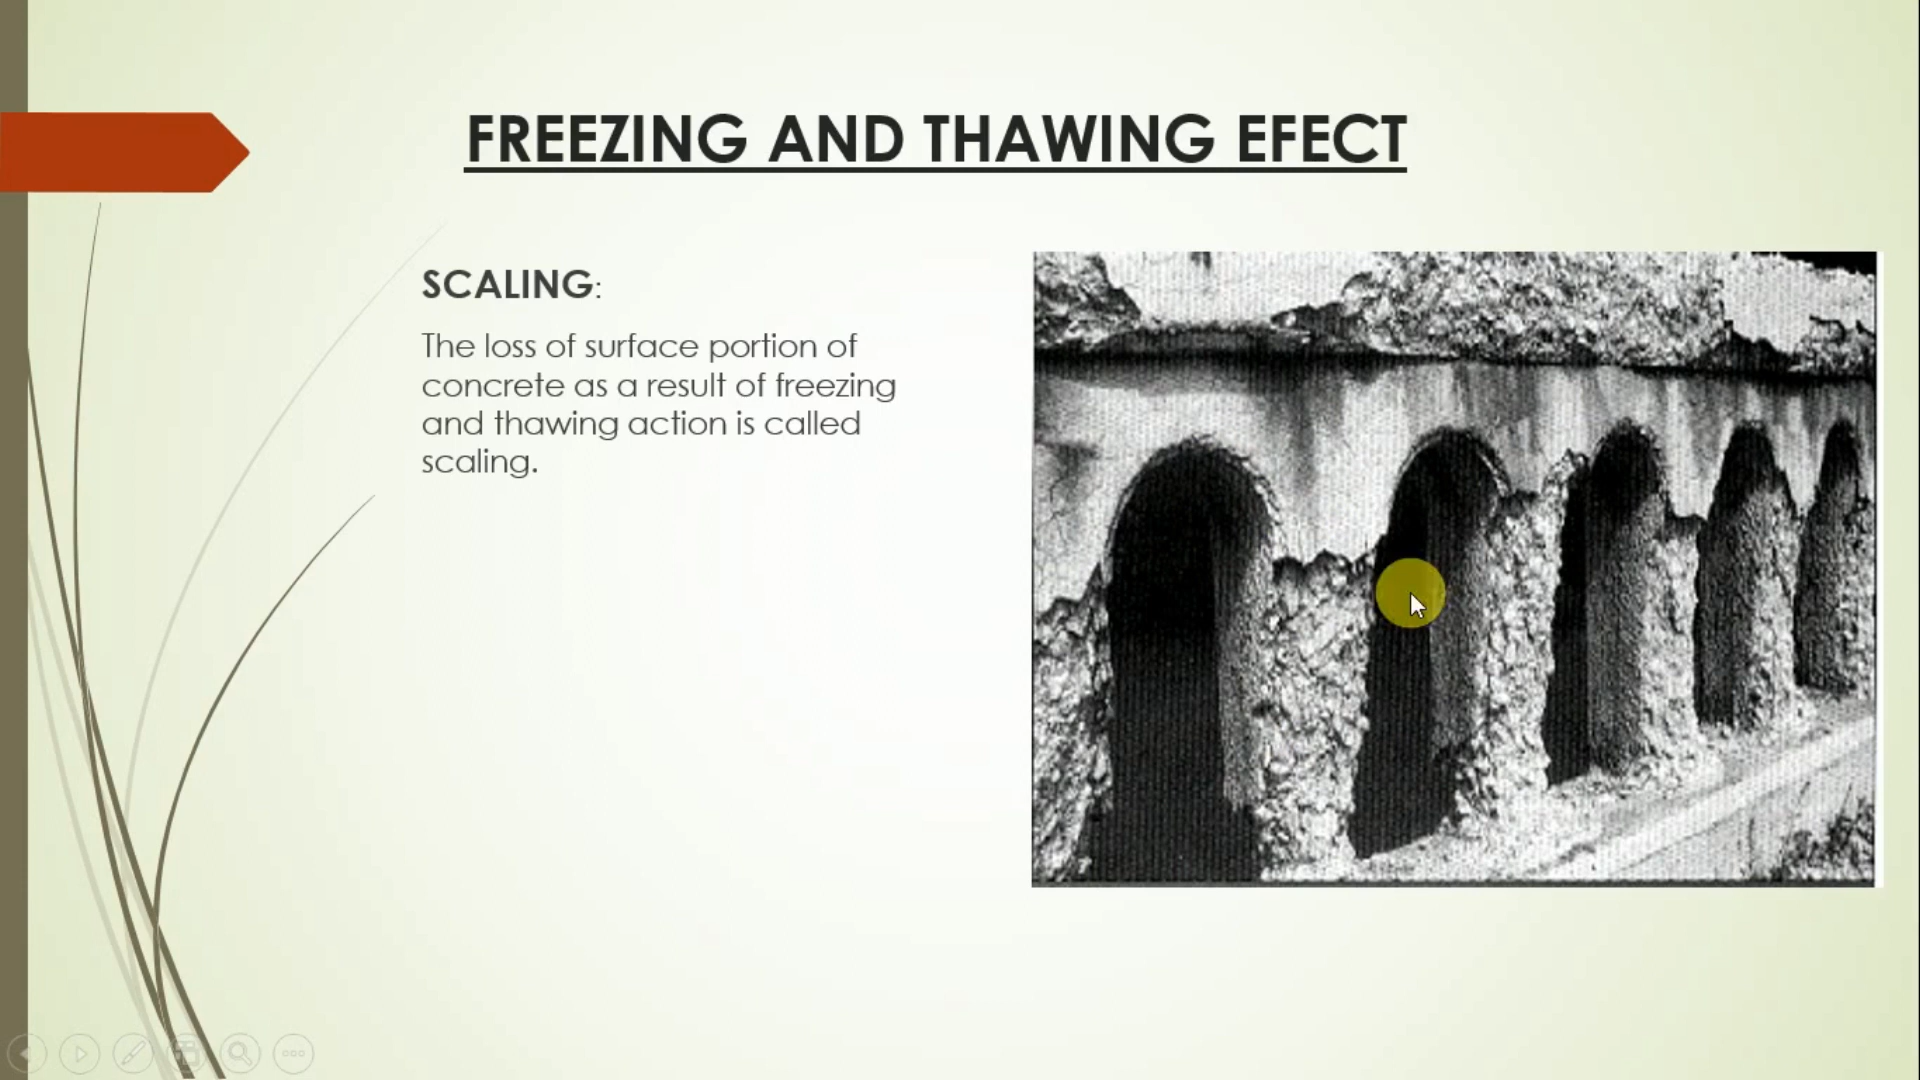 FREEZING AND THAWING EFECT
SCALING:
The loss of surface portion of
concrete as a result of freezing
and thawing action is called
scaling.